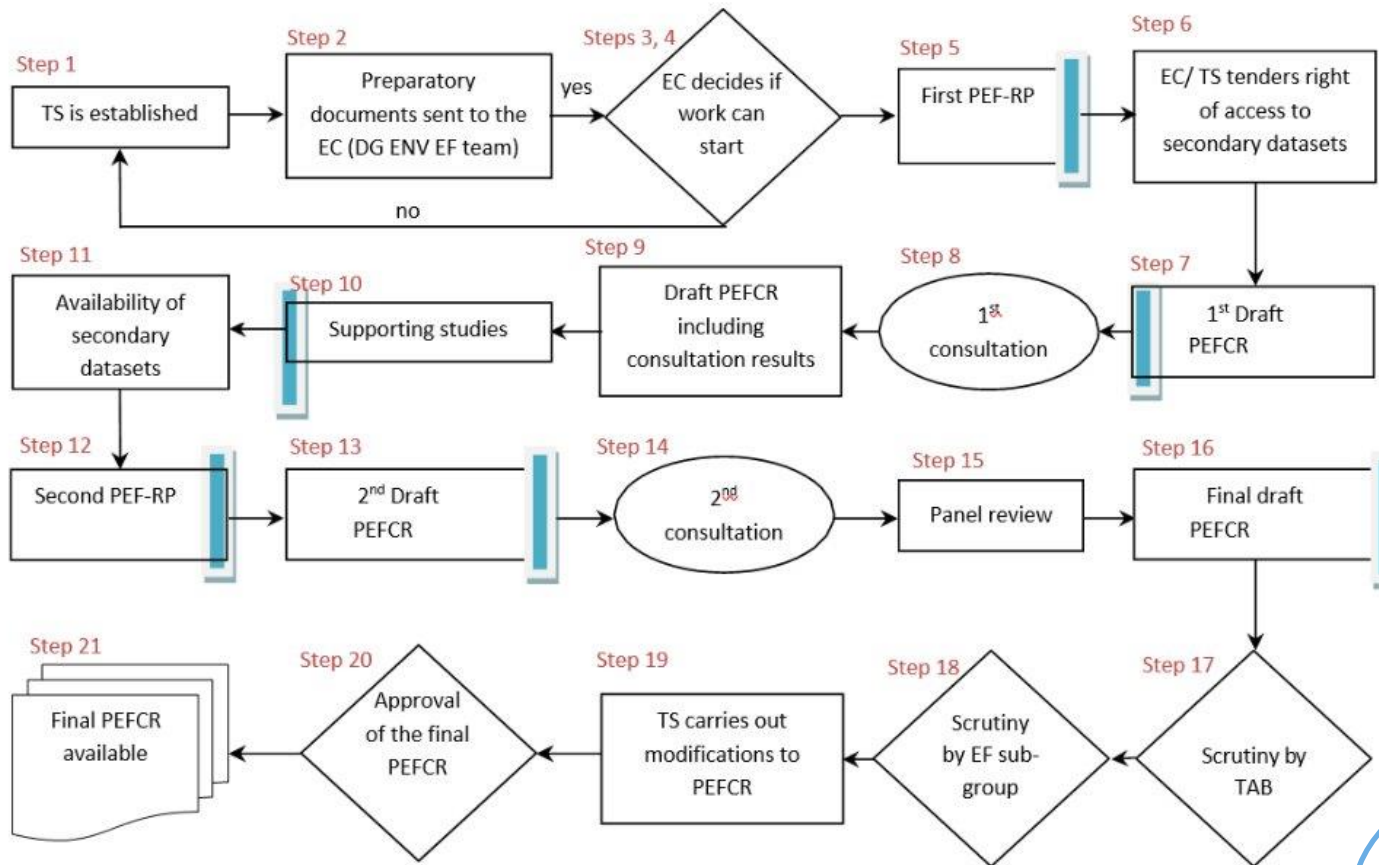 Step 1
TS is established
Step 2
Preparatory
documents sent to the
EC (DG ENV EF team)
yes
Steps 3, 4
EC decides if
work can
start
no
Step 5
First PEF-RP
Step 6
EC/ TS tenders right
of access to
secondary datasets
Step 7
1st Draft
PEFCR
Step 8
1st
consultation
Step 9
Draft PEFCR
including
consultation results
Step 10
Supporting studies
Step 11
Availability of
secondary
datasets
Step 12
Second PEF-RP
Step 13
2nd Draft
PEFCR
Step 14
2nd
consultation
Step 15
Panel review
Step 16
Final draft
PEFCR
Step 17
Scrutiny by
TAB
Step 18
Scrutiny
by EF sub-
group
Step 19
TS carries out
modifications to
PEFCR
Step 20
Approval
of the final
PEFCR
Step 21
Final PEFCR
available